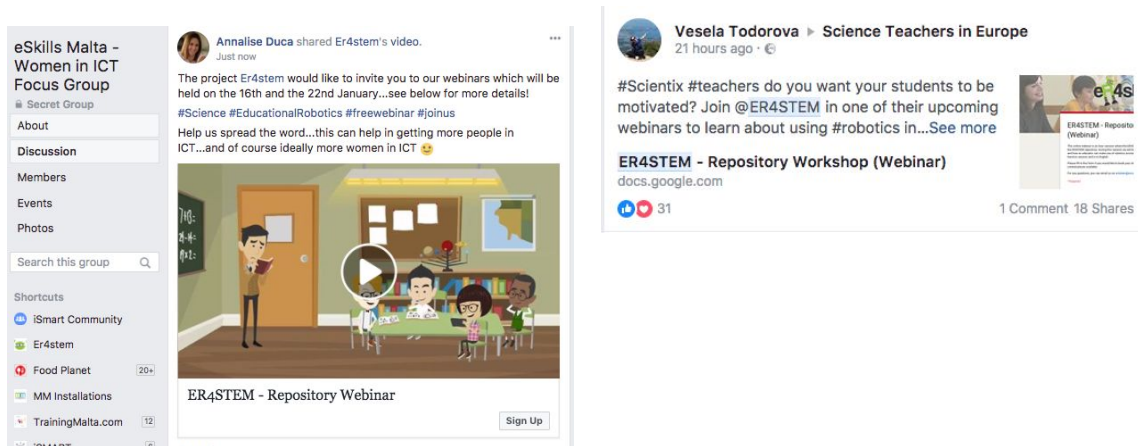 eSkills Malta -
Women in ICT
Focus Group
Secret Group
About
Discussion
Members
Events
Photos
Search this group
Shortcuts
iSmart Community
Er4stem
Food Planet 20+
MM Installations
TrainingMalta.com 12
Annalise Duca shared Er4stem's video.
Just now
The project Er4stem would like to invite you to our webinars which will be
held on the 16th and the 22nd January...see below for more details!
#Science #EducationalRobotics #freewebinar #joinus
Help us spread the word...this can help in getting more people in
ICT...and of course ideally more women in ICT 😉
ER4STEM - Repository Webinar
Sign Up
Vesela Todorova ▸ Science Teachers in Europe
21 hours ago ·
#Scientix #teachers do you want your students to be
motivated? Join @ER4STEM in one of their upcoming
webinars to learn about using #robotics in...See more
ER4STEM - Repository Workshop (Webinar)
docs.google.com
31
1 Comment 18 Shares
ER4STEM - Reposito
(Webinar)